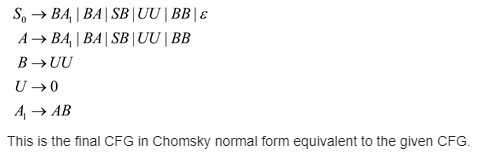 S₀ → BA₁ | BA | SB | UU | BB | ε
A → BA₁ | BA | SB | UU | BB
B → UU
U → 0
A₁ → AB
This is the final CFG in Chomsky normal form equivalent to the given CFG.